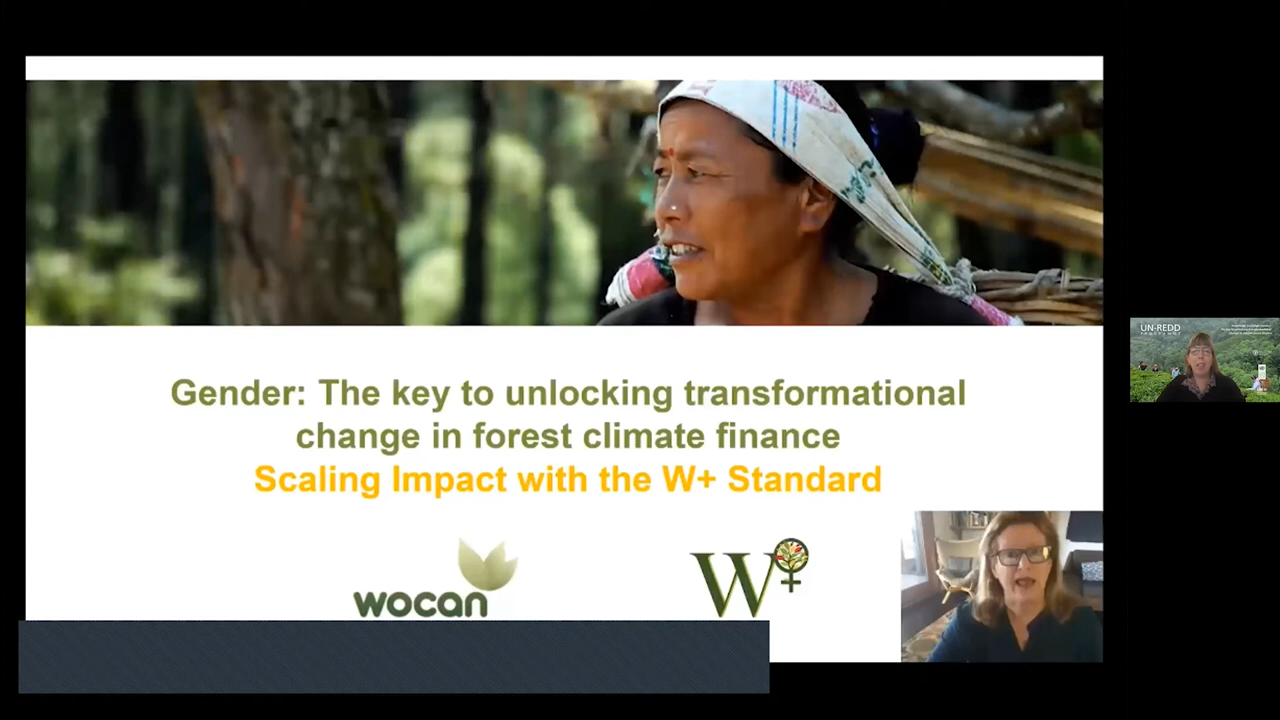 Gender: The key to unlocking transformational
change in forest climate finance
Scaling Impact with the W+ Standard
wocan
W
UN-REDD
PROGRAMME